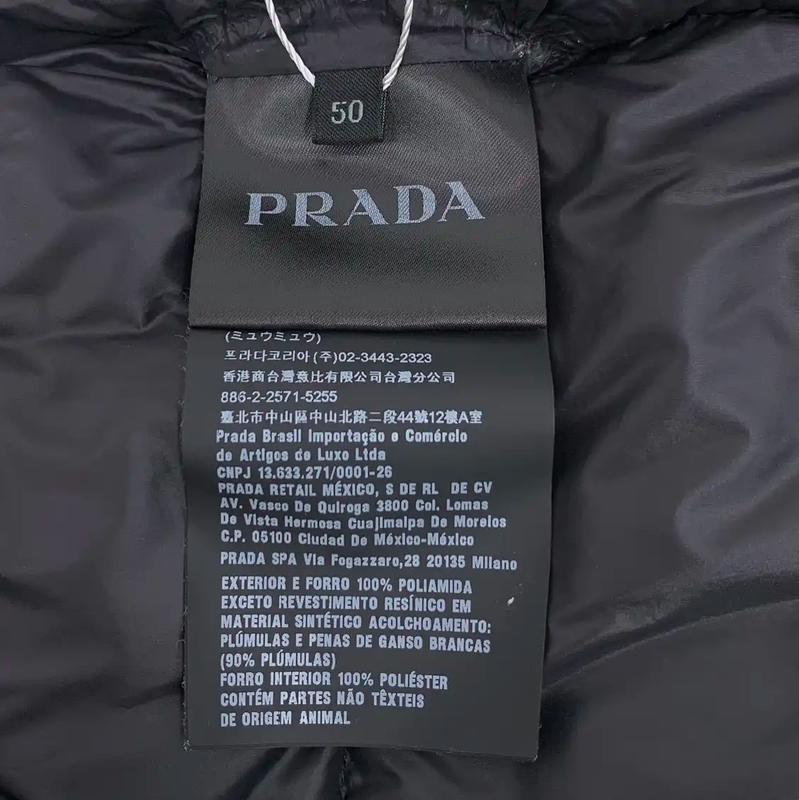 50
PRADA
(ミュウミュウ)
프라다코리아(주)02-3443-2323
香港商台灣意比有限公司台灣分公司
886-2-2571-5255
臺北市中山區中山北路二段44號12樓A室
Prada Brasil Importação e Comércio
de Artigos de Luxo Ltda
CNPJ 13.633.271/0001-26
PRADA RETAIL MÉXICO, S DE RL DE CV
AV. Vasco De Quiroga 3800 Col. Lomas
De Vista Hermosa Cuajimalpa De Morelos
C.P. 05100 Ciudad De México-México
PRADA SPA Via Fogazzaro,28 20135 Milano
EXTERIOR E FORRO 100% POLIAMIDA
EXCETO REVESTIMENTO RESÍNICO EM
MATERIAL SINTÉTICO ACOLCHOAMENTO:
PLÚMULAS E PENAS DE GANSO BRANCAS
(90% PLÚMULAS)
FORRO INTERIOR 100% POLIÉSTER
CONTÉM PARTES NÃO TÊXTEIS
DE ORIGEM ANIMAL